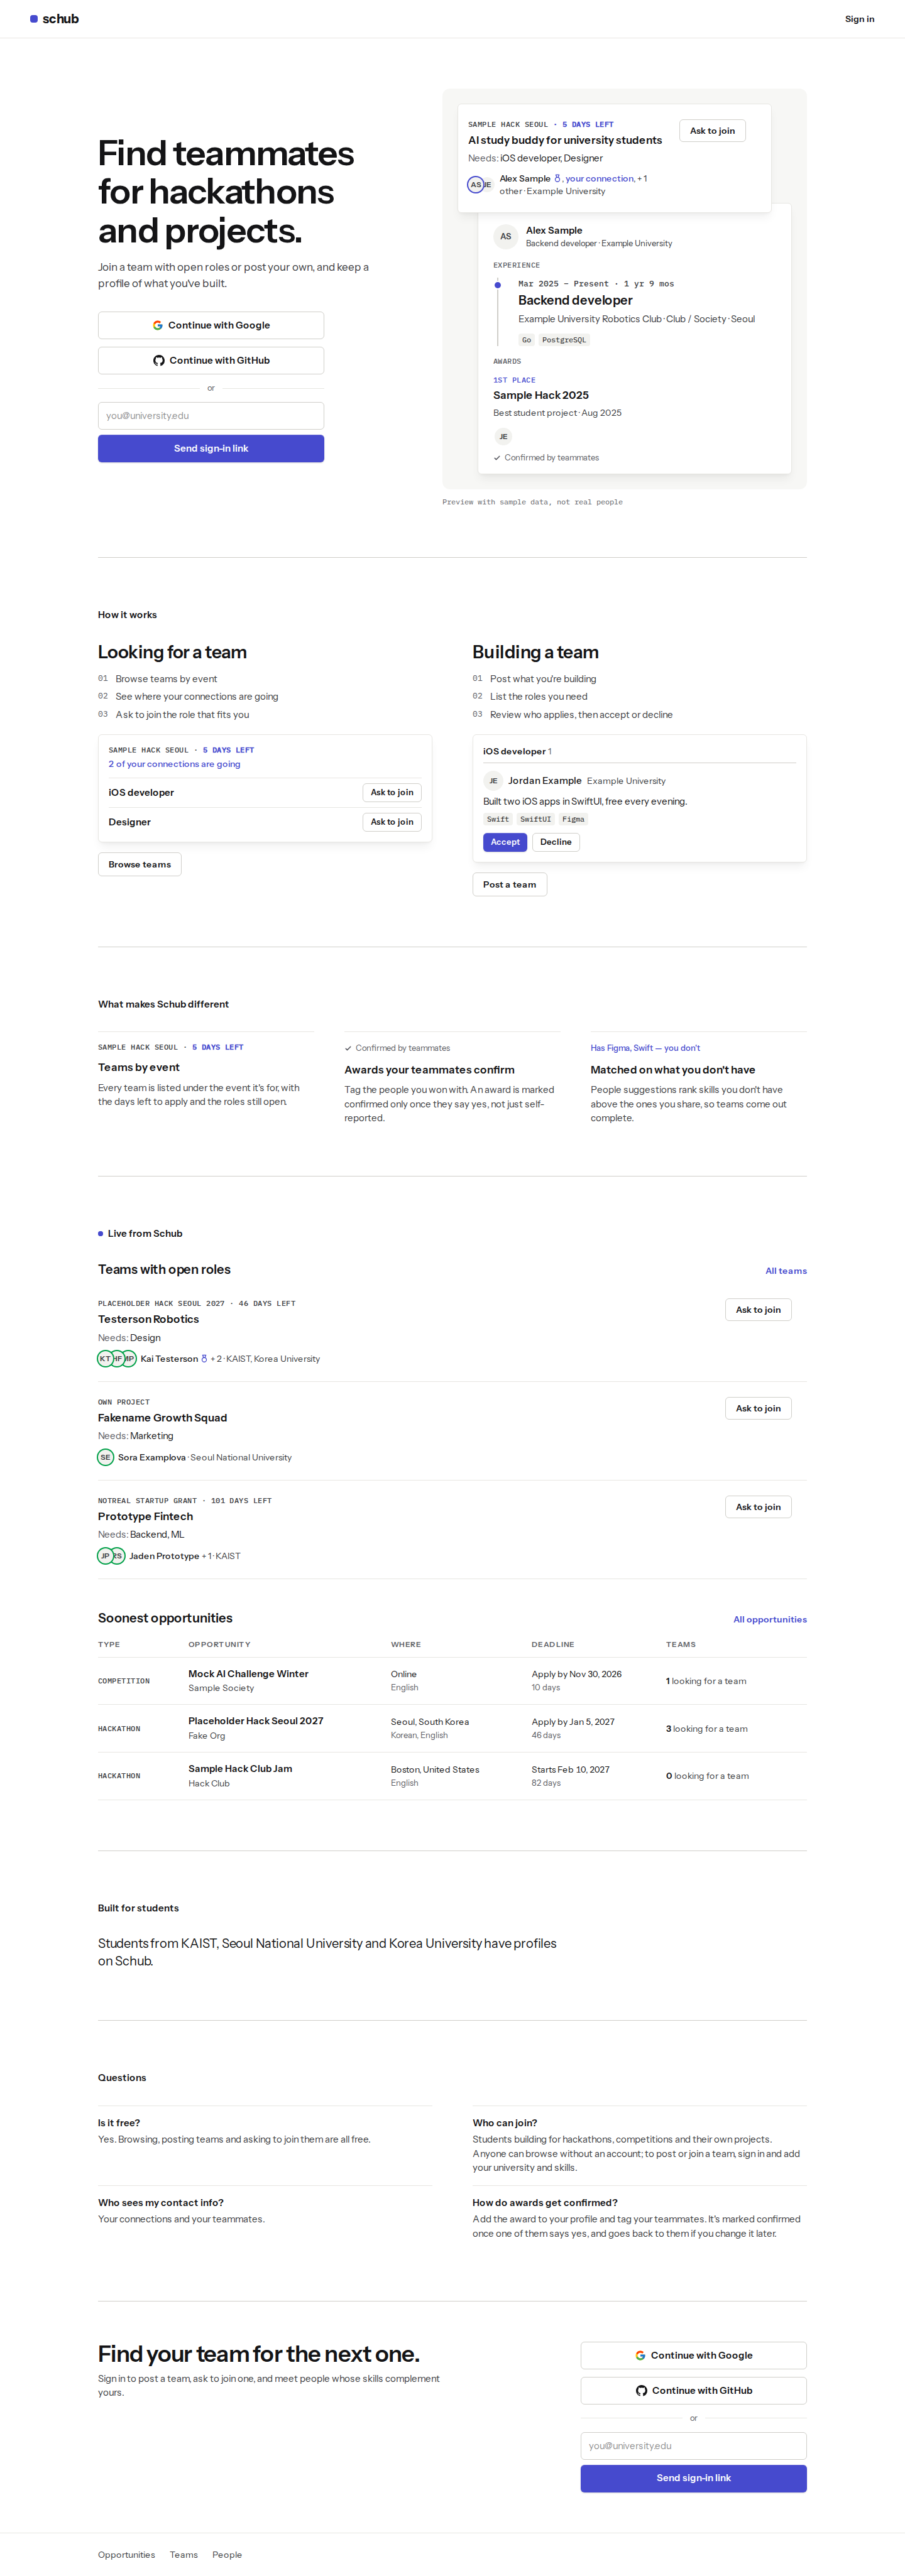 schub
Sign in
Find teammates
for hackathons
and projects.
Join a team with open roles or post your own, and keep a
profile of what you've built.
Continue with Google
Continue with GitHub
or
you@university.edu
Send sign-in link
SAMPLE HACK SEOUL · 5 DAYS LEFT
AI study buddy for university students
Ask to join
Needs: iOS developer, Designer
AS JE
Alex Sample , your connection, + 1
other · Example University
AS
Alex Sample
Backend developer · Example University
EXPERIENCE
Mar 2025 – Present · 1 yr 9 mos
Backend developer
Example University Robotics Club · Club / Society · Seoul
Go PostgreSQL
AWARDS
1ST PLACE
Sample Hack 2025
Best student project · Aug 2025
JE
Confirmed by teammates
Preview with sample data, not real people
How it works
Looking for a team
01 Browse teams by event
02 See where your connections are going
03 Ask to join the role that fits you
SAMPLE HACK SEOUL · 5 DAYS LEFT
2 of your connections are going
iOS developer Ask to join
Designer Ask to join
Browse teams
Building a team
01 Post what you're building
02 List the roles you need
03 Review who applies, then accept or decline
iOS developer 1
JE Jordan Example Example University
Built two iOS apps in SwiftUI, free every evening.
Swift SwiftUI Figma
Accept Decline
Post a team
What makes Schub different
SAMPLE HACK SEOUL · 5 DAYS LEFT
Teams by event
Every team is listed under the event it's for, with
the days left to apply and the roles still open.
Confirmed by teammates
Awards your teammates confirm
Tag the people you won with. An award is marked
confirmed only once they say yes, not just self-
reported.
Has Figma, Swift — you don't
Matched on what you don't have
People suggestions rank skills you don't have
above the ones you share, so teams come out
complete.
Live from Schub
Teams with open roles
All teams
PLACEHOLDER HACK SEOUL 2027 · 46 DAYS LEFT
Testerson Robotics
Needs: Design
Ask to join
KT HF MP Kai Testerson + 2 · KAIST, Korea University
OWN PROJECT
Fakename Growth Squad
Needs: Marketing
Ask to join
SE Sora Examplova · Seoul National University
NOTREAL STARTUP GRANT · 101 DAYS LEFT
Prototype Fintech
Needs: Backend, ML
Ask to join
JP RS Jaden Prototype + 1 · KAIST
Soonest opportunities
All opportunities
TYPE OPPORTUNITY WHERE DEADLINE TEAMS
COMPETITION
Mock AI Challenge Winter
Sample Society
Online
English
Apply by Nov 30, 2026
10 days
1 looking for a team
HACKATHON
Placeholder Hack Seoul 2027
Fake Org
Seoul, South Korea
Korean, English
Apply by Jan 5, 2027
46 days
3 looking for a team
HACKATHON
Sample Hack Club Jam
Hack Club
Boston, United States
English
Starts Feb 10, 2027
82 days
0 looking for a team
Built for students
Students from KAIST, Seoul National University and Korea University have profiles
on Schub.
Questions
Is it free?
Yes. Browsing, posting teams and asking to join them are all free.
Who can join?
Students building for hackathons, competitions and their own projects.
Anyone can browse without an account; to post or join a team, sign in and add
your university and skills.
Who sees my contact info?
Your connections and your teammates.
How do awards get confirmed?
Add the award to your profile and tag your teammates. It's marked confirmed
once one of them says yes, and goes back to them if you change it later.
Find your team for the next one.
Sign in to post a team, ask to join one, and meet people whose skills complement
yours.
Continue with Google
Continue with GitHub
or
you@university.edu
Send sign-in link
Opportunities Teams People